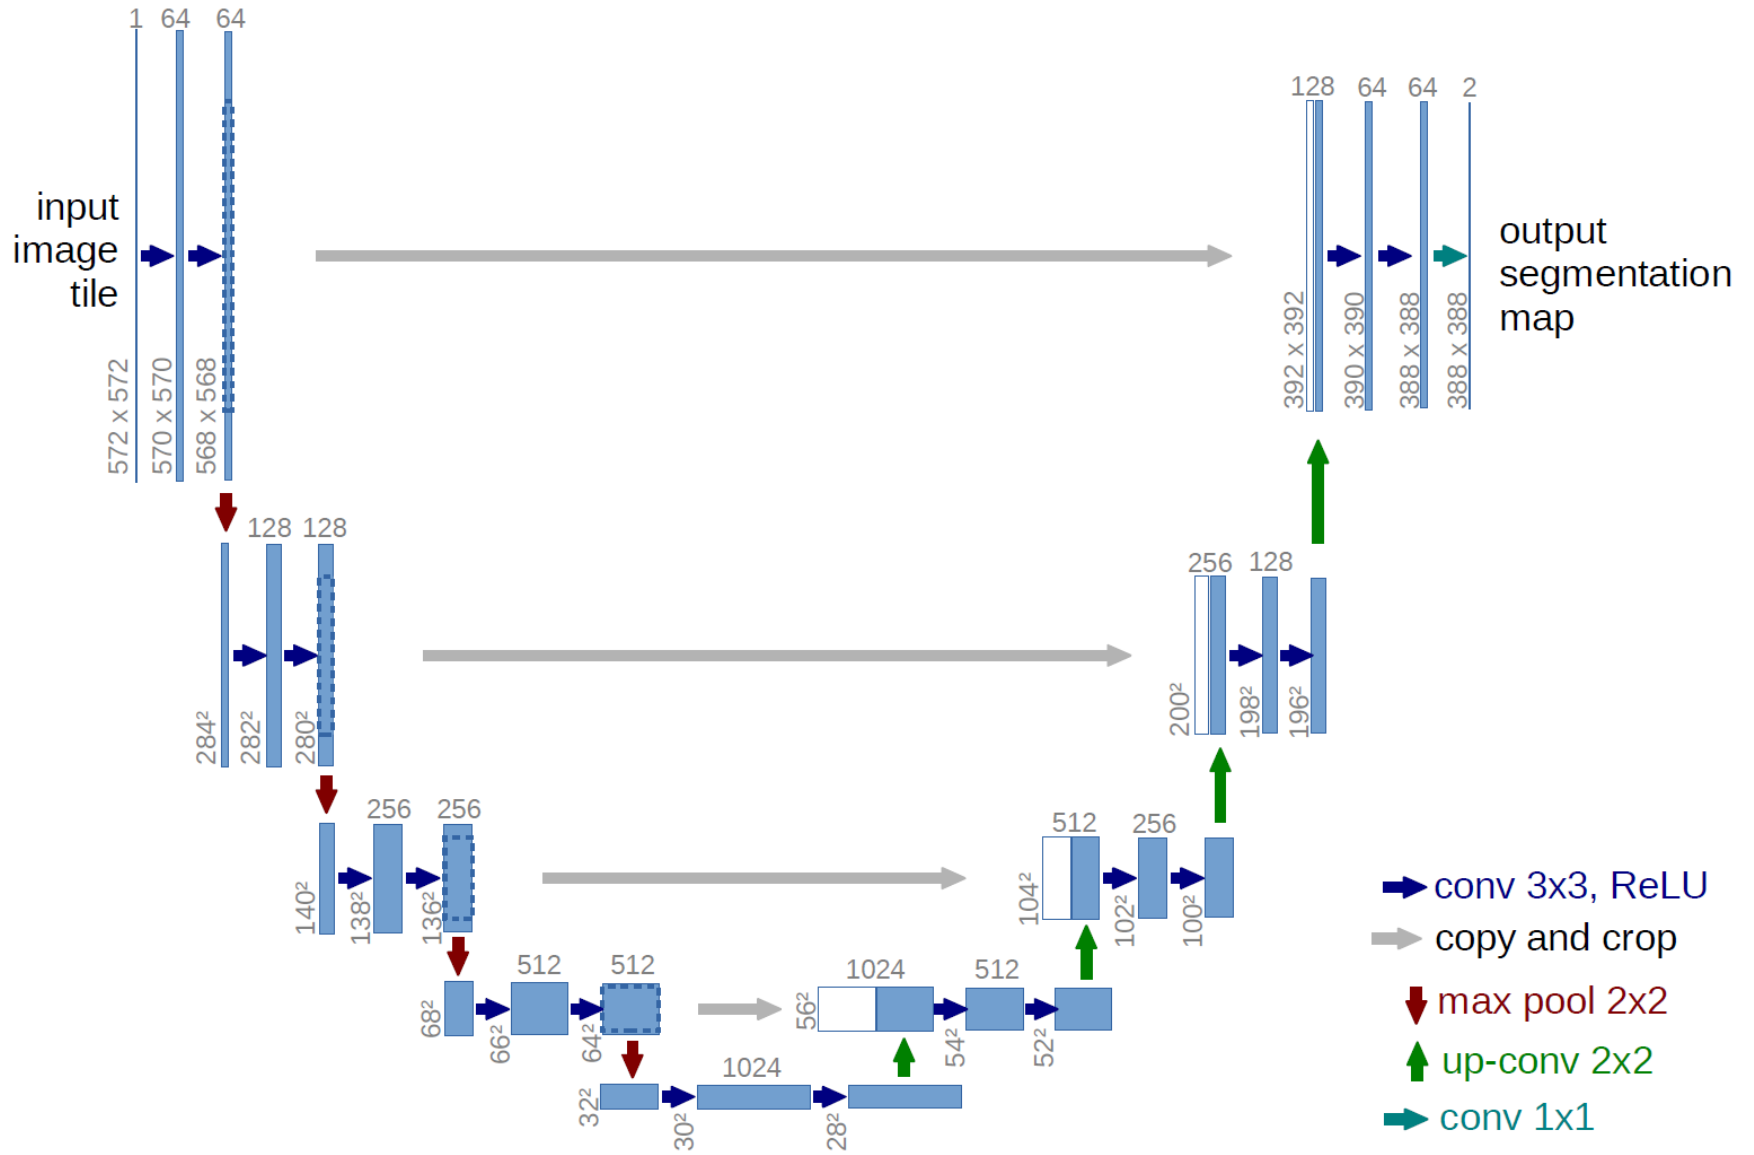 1 64 64
input
image
tile
572 x 572
570 x 570
568 x 568
128 64 64 2
392 x 392
390 x 390
388 x 388
388 x 388
output
segmentation
map
128 128
284²
282²
280²
256 128
200²
198²
196²
256 256
140²
138²
136²
512 256
104²
102²
100²
512 512
68²
66²
64²
1024 512
56²
54²
52²
1024
32²
30²
28²
conv 3x3, ReLU
copy and crop
max pool 2x2
up-conv 2x2
conv 1x1